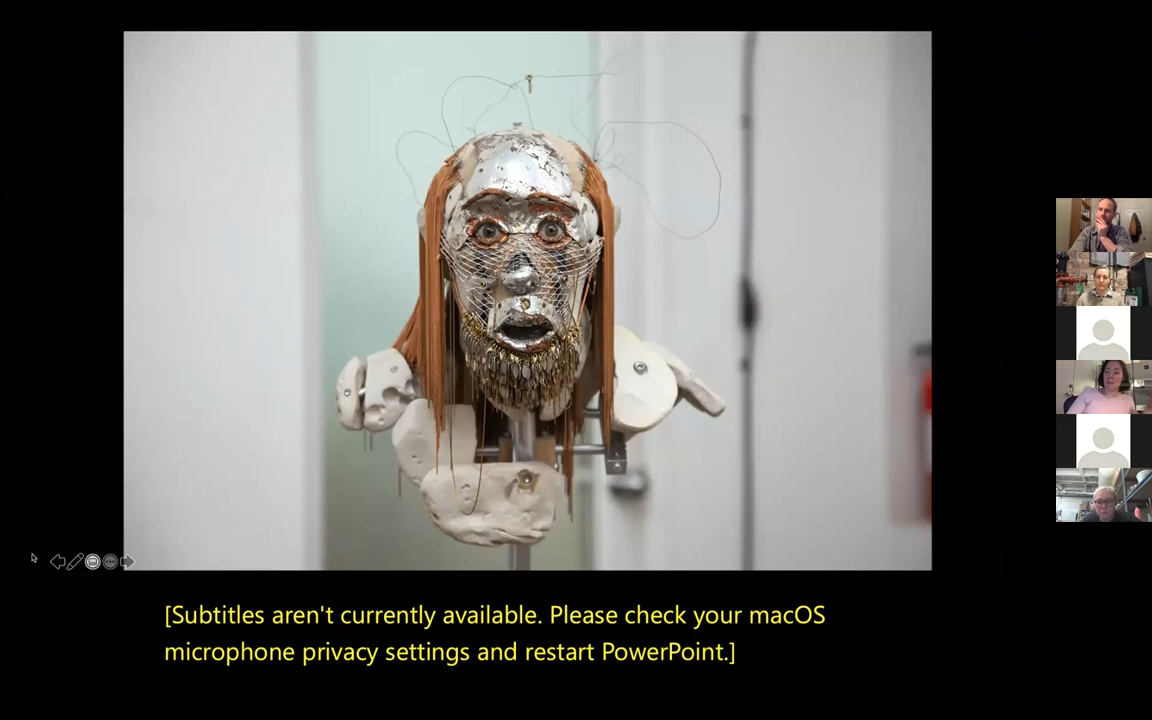 [Subtitles aren't currently available. Please check your macOS
microphone privacy settings and restart PowerPoint.]